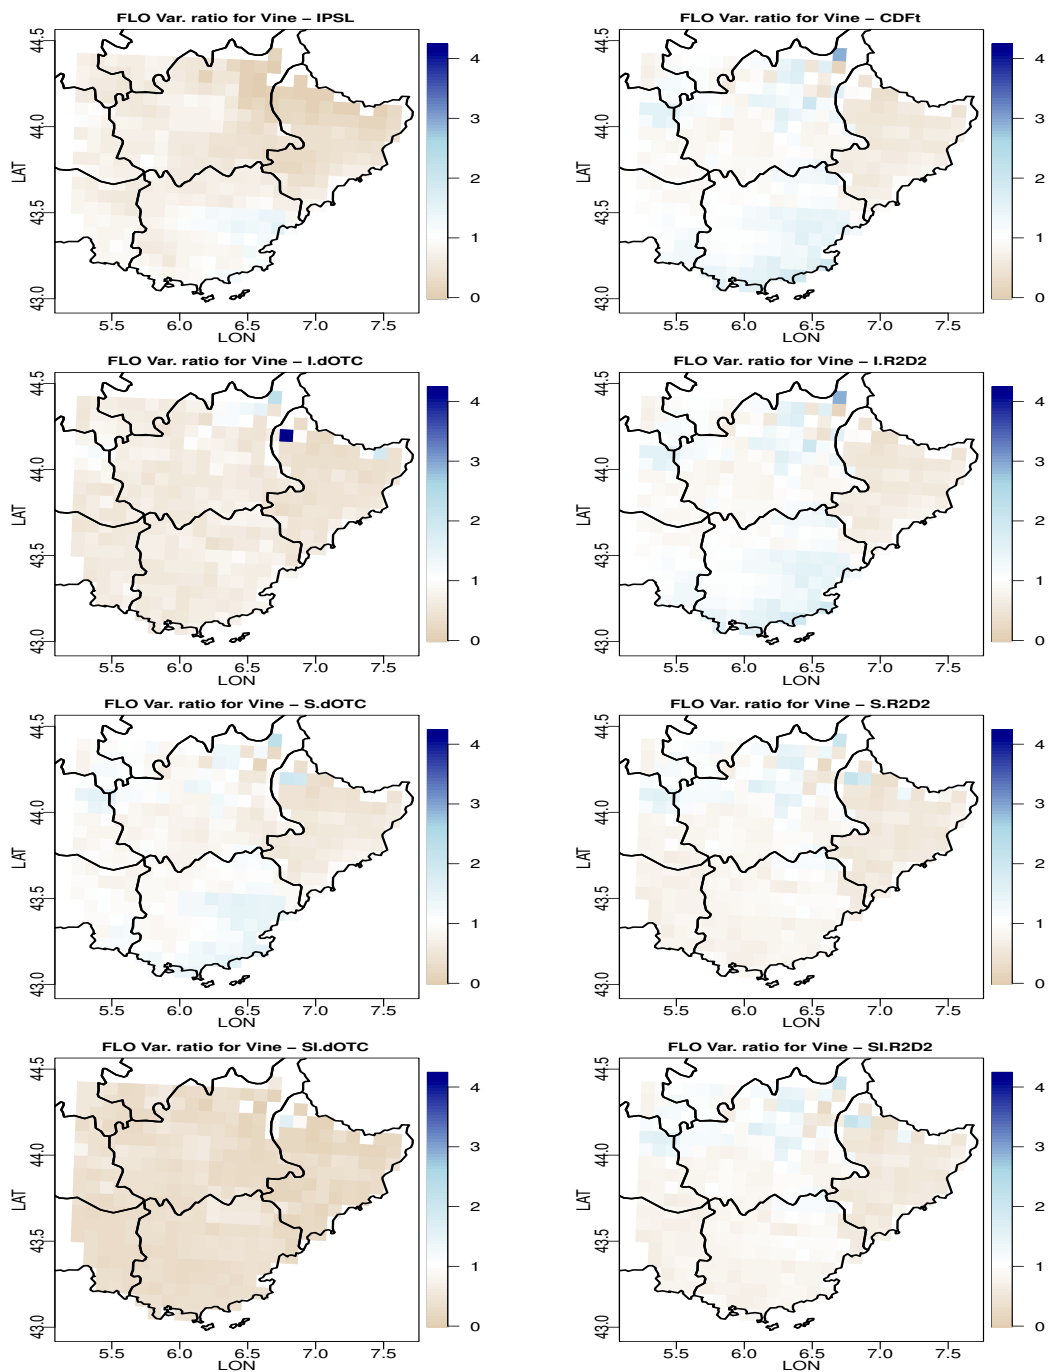 FLO Var. ratio for Vine – IPSL
44.5
44.0
43.5
43.0
LAT
5.5 6.0 6.5 7.0 7.5
LON
4
3
2
1
0
FLO Var. ratio for Vine – CDFt
44.5
44.0
43.5
43.0
LAT
5.5 6.0 6.5 7.0 7.5
LON
4
3
2
1
0
FLO Var. ratio for Vine – I.dOTC
44.5
44.0
43.5
43.0
LAT
5.5 6.0 6.5 7.0 7.5
LON
4
3
2
1
0
FLO Var. ratio for Vine – I.R2D2
44.5
44.0
43.5
43.0
LAT
5.5 6.0 6.5 7.0 7.5
LON
4
3
2
1
0
FLO Var. ratio for Vine – S.dOTC
44.5
44.0
43.5
43.0
LAT
5.5 6.0 6.5 7.0 7.5
LON
4
3
2
1
0
FLO Var. ratio for Vine – S.R2D2
44.5
44.0
43.5
43.0
LAT
5.5 6.0 6.5 7.0 7.5
LON
4
3
2
1
0
FLO Var. ratio for Vine – SI.dOTC
44.5
44.0
43.5
43.0
LAT
5.5 6.0 6.5 7.0 7.5
LON
4
3
2
1
0
FLO Var. ratio for Vine – SI.R2D2
44.5
44.0
43.5
43.0
LAT
5.5 6.0 6.5 7.0 7.5
LON
4
3
2
1
0